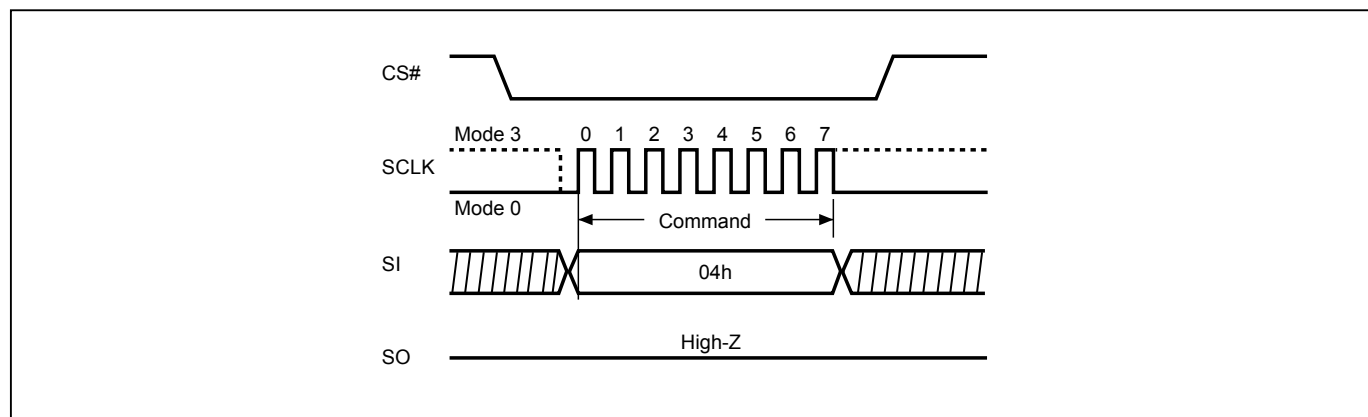 CS#
Mode 3 0 1 2 3 4 5 6 7
SCLK
Mode 0
Command
SI 04h
High-Z
SO